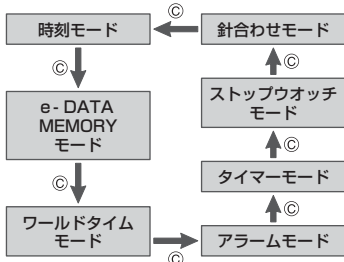 時刻モード
Ⓒ
e-DATA
MEMORY
モード
Ⓒ
ワールドタイム
モード
Ⓒ
アラームモード
Ⓒ
タイマーモード
Ⓒ
ストップウオッチ
モード
Ⓒ
針合わせモード
Ⓒ